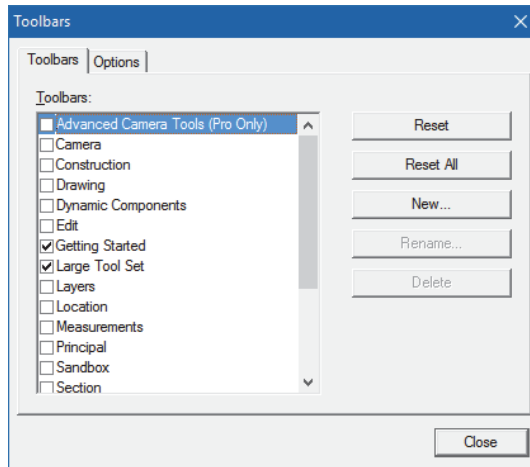 Toolbars
Toolbars
Options
Toolbars:
Advanced Camera Tools (Pro Only)
Camera
Construction
Drawing
Dynamic Components
Edit
Getting Started
Large Tool Set
Layers
Location
Measurements
Principal
Sandbox
Section
Reset
Reset All
New...
Rename...
Delete
Close